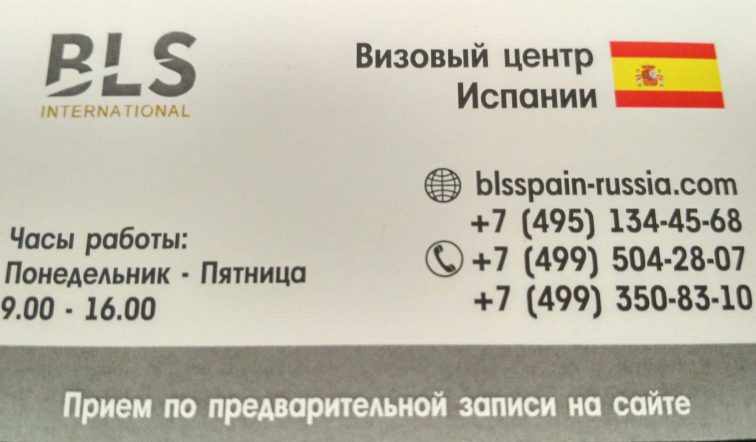 BLS
INTERNATIONAL
Визовый центр
Испании
blsspain-russia.com
+7 (495) 134-45-68
+7 (499) 504-28-07
+7 (499) 350-83-10
Часы работы:
Понедельник - Пятница
9.00 - 16.00
Прием по предварительной записи на сайте